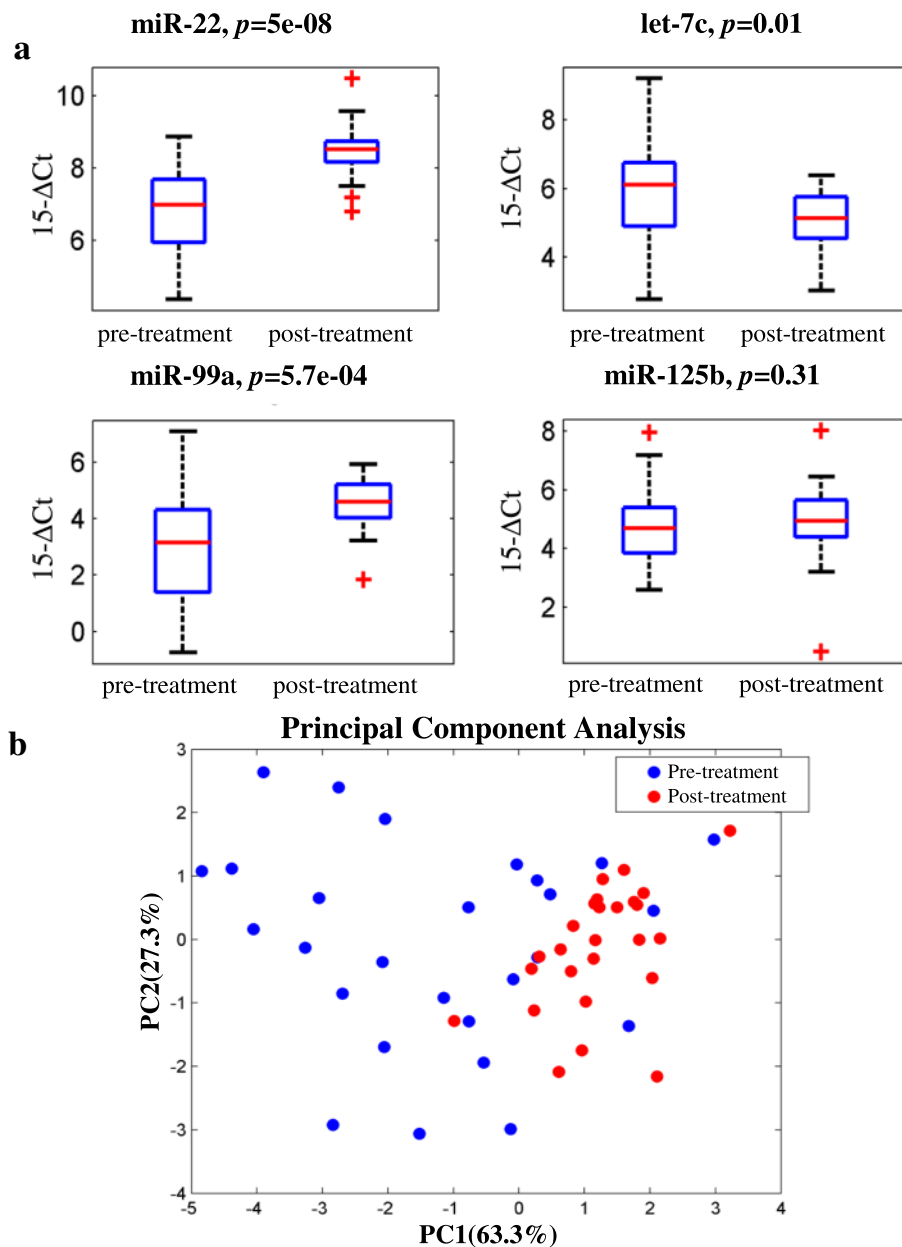 miR-22, p=5e-08
let-7c, p=0.01
a
10
8
6
15-ΔCt
pre-treatment
post-treatment
8
6
4
15-ΔCt
pre-treatment
post-treatment
miR-99a, p=5.7e-04
miR-125b, p=0.31
6
4
2
0
15-ΔCt
pre-treatment
post-treatment
8
6
4
2
15-ΔCt
pre-treatment
post-treatment
b
Principal Component Analysis
Pre-treatment
Post-treatment
3
2
1
0
-1
-2
-3
-4
PC2(27.3%)
-5 -4 -3 -2 -1 0 1 2 3 4
PC1(63.3%)